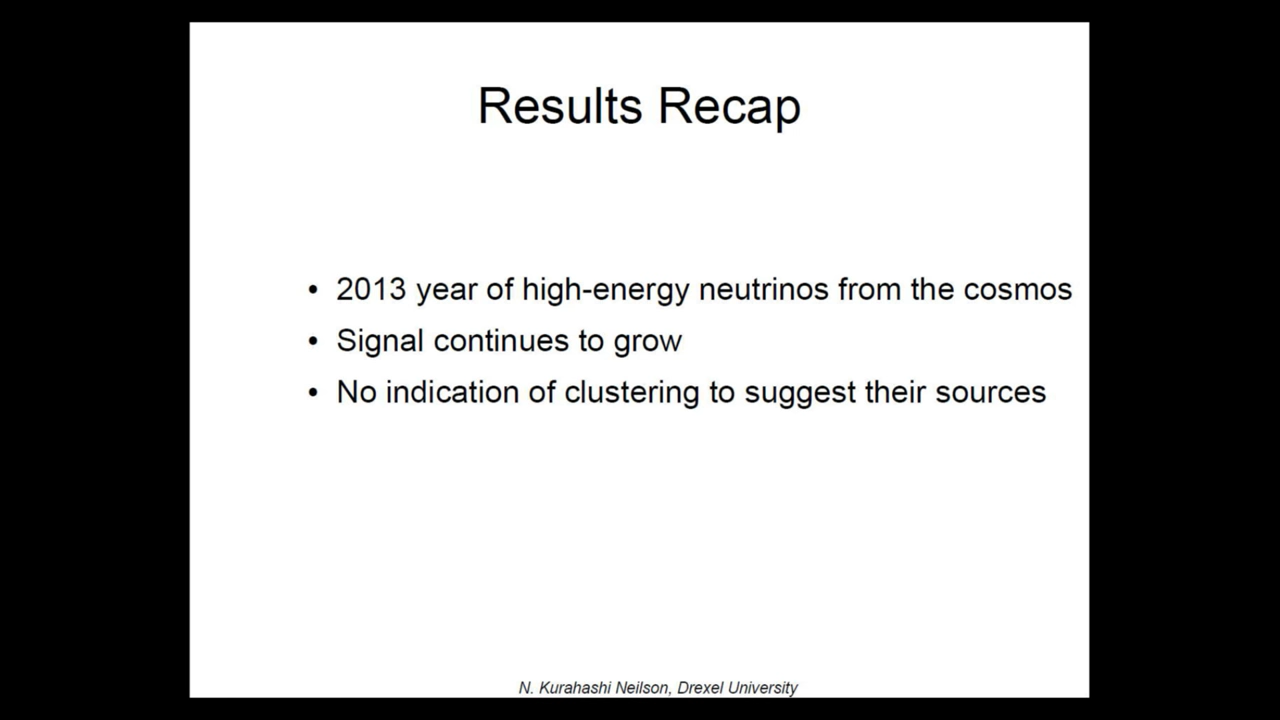 Results Recap
• 2013 year of high-energy neutrinos from the cosmos
• Signal continues to grow
• No indication of clustering to suggest their sources
N. Kurahashi Neilson, Drexel University